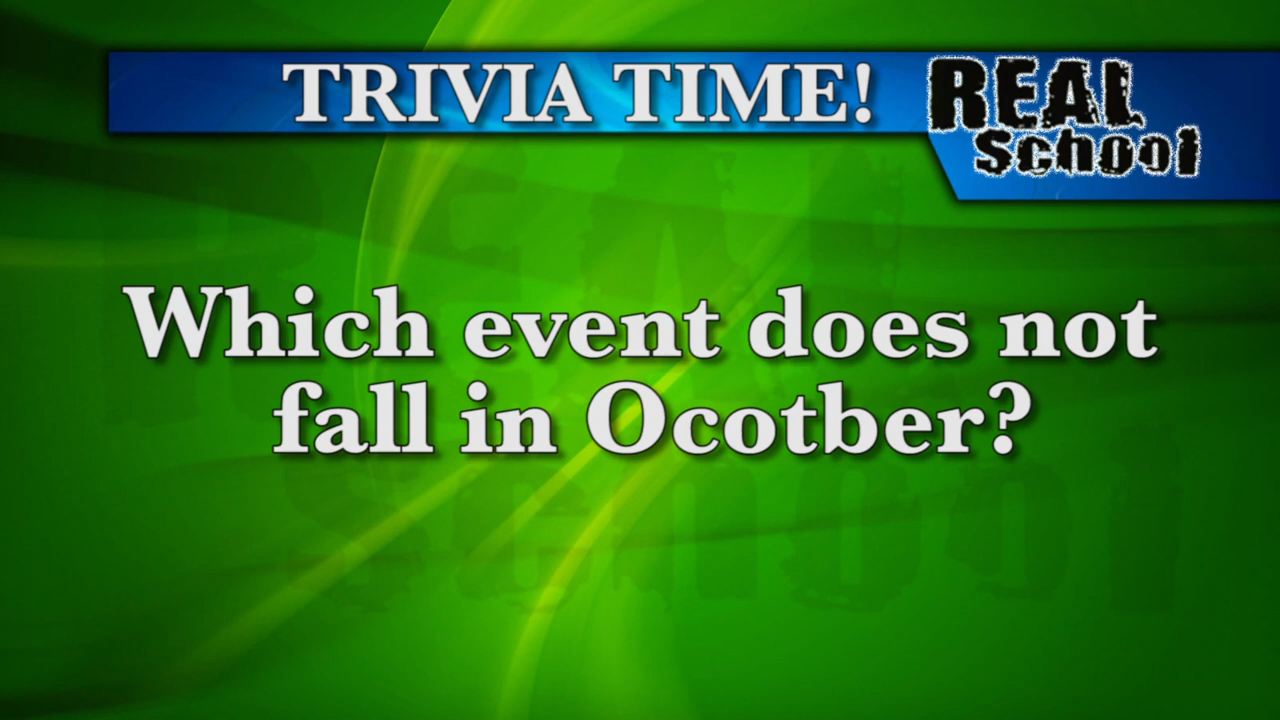 TRIVIA TIME!
REAL
School
Which event does not
fall in Ocotber?